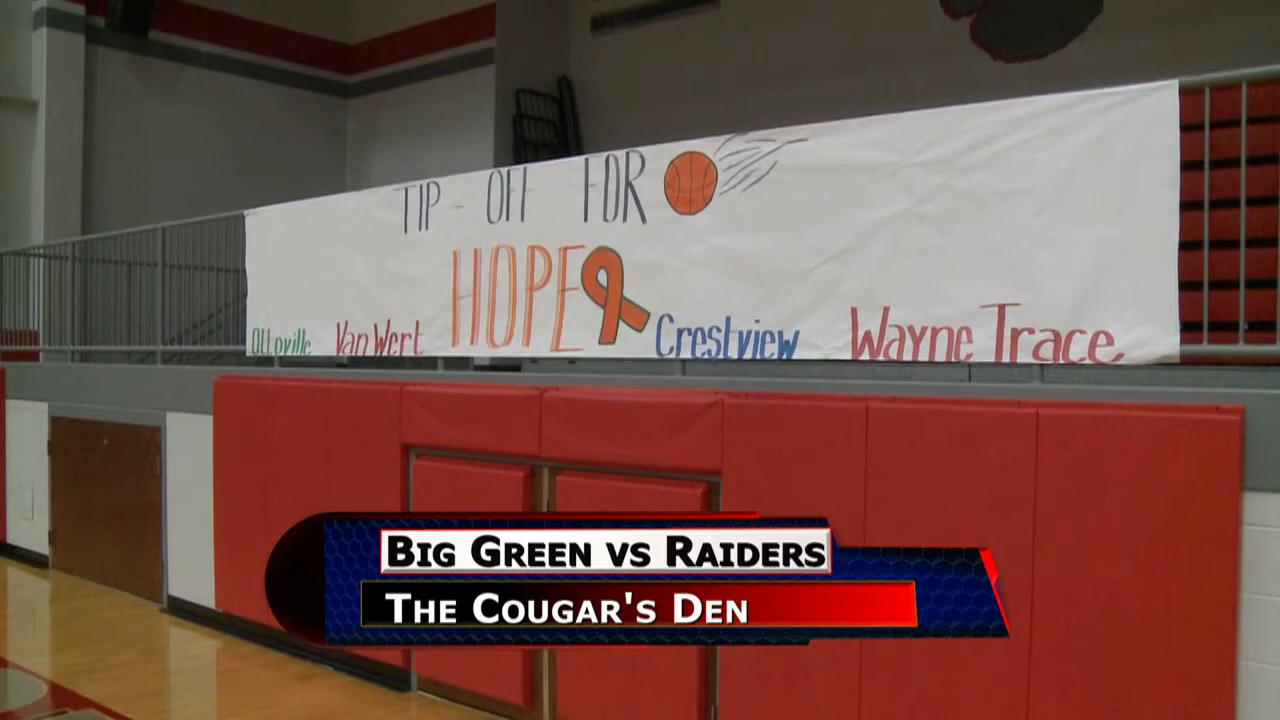 TIP - OFF FOR
HOPE
Ottoville Van Wert Crestview Wayne Trace
BIG GREEN VS RAIDERS
THE COUGAR'S DEN